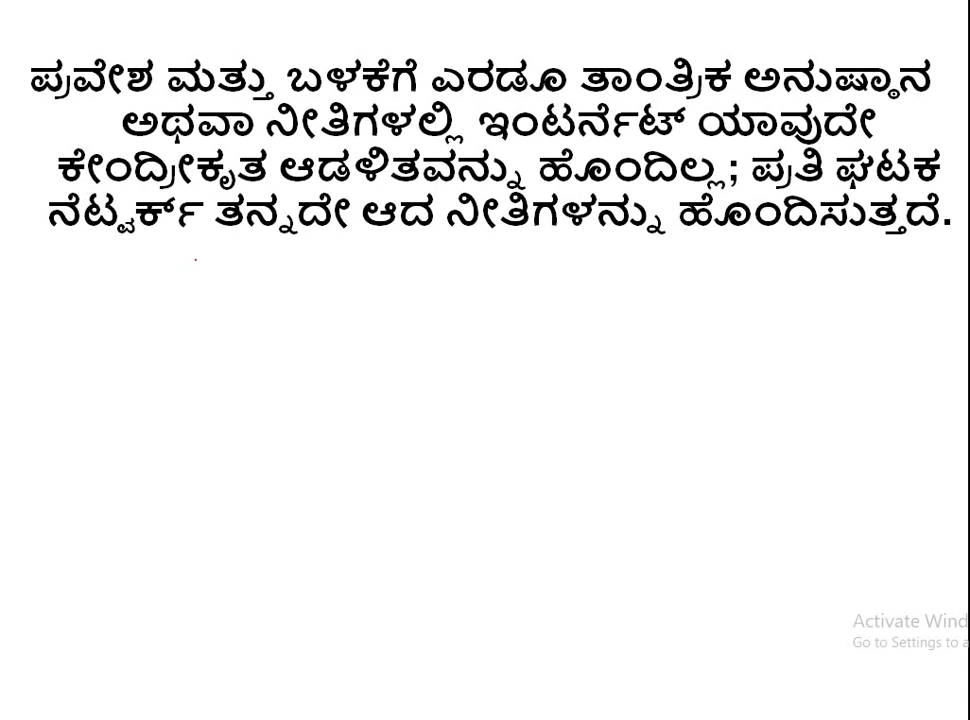 ಪ್ರವೇಶ ಮತ್ತು ಬಳಕೆಗೆ ಎರಡೂ ತಾಂತ್ರಿಕ ಅನುಷ್ಠಾನ
ಅಥವಾ ನೀತಿಗಳಲ್ಲಿ ಇಂಟರ್ನೆಟ್ ಯಾವುದೇ
ಕೇಂದ್ರೀಕೃತ ಆಡಳಿತವನ್ನು ಹೊಂದಿಲ್ಲ; ಪ್ರತಿ ಘಟಕ
ನೆಟ್ವರ್ಕ್ ತನ್ನದೇ ಆದ ನೀತಿಗಳನ್ನು ಹೊಂದಿಸುತ್ತದೆ.
Activate Wind
Go to Settings to a